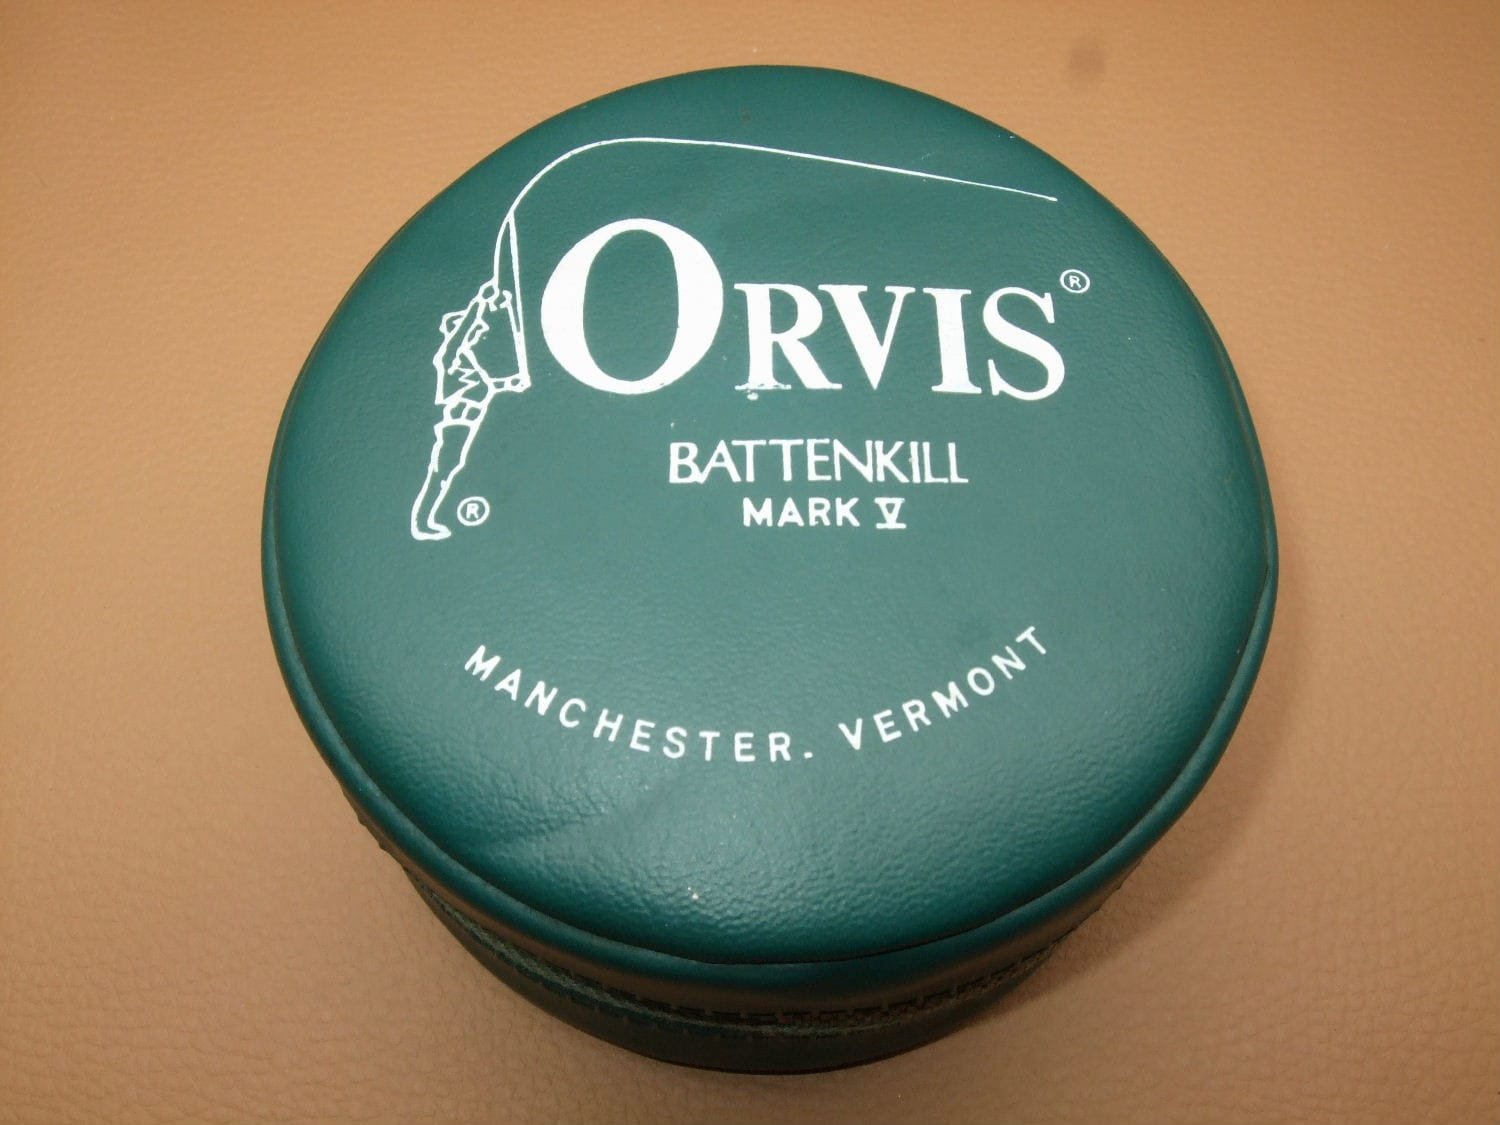 ORVIS®
BATTENKILL
MARK V
®
MANCHESTER. VERMONT